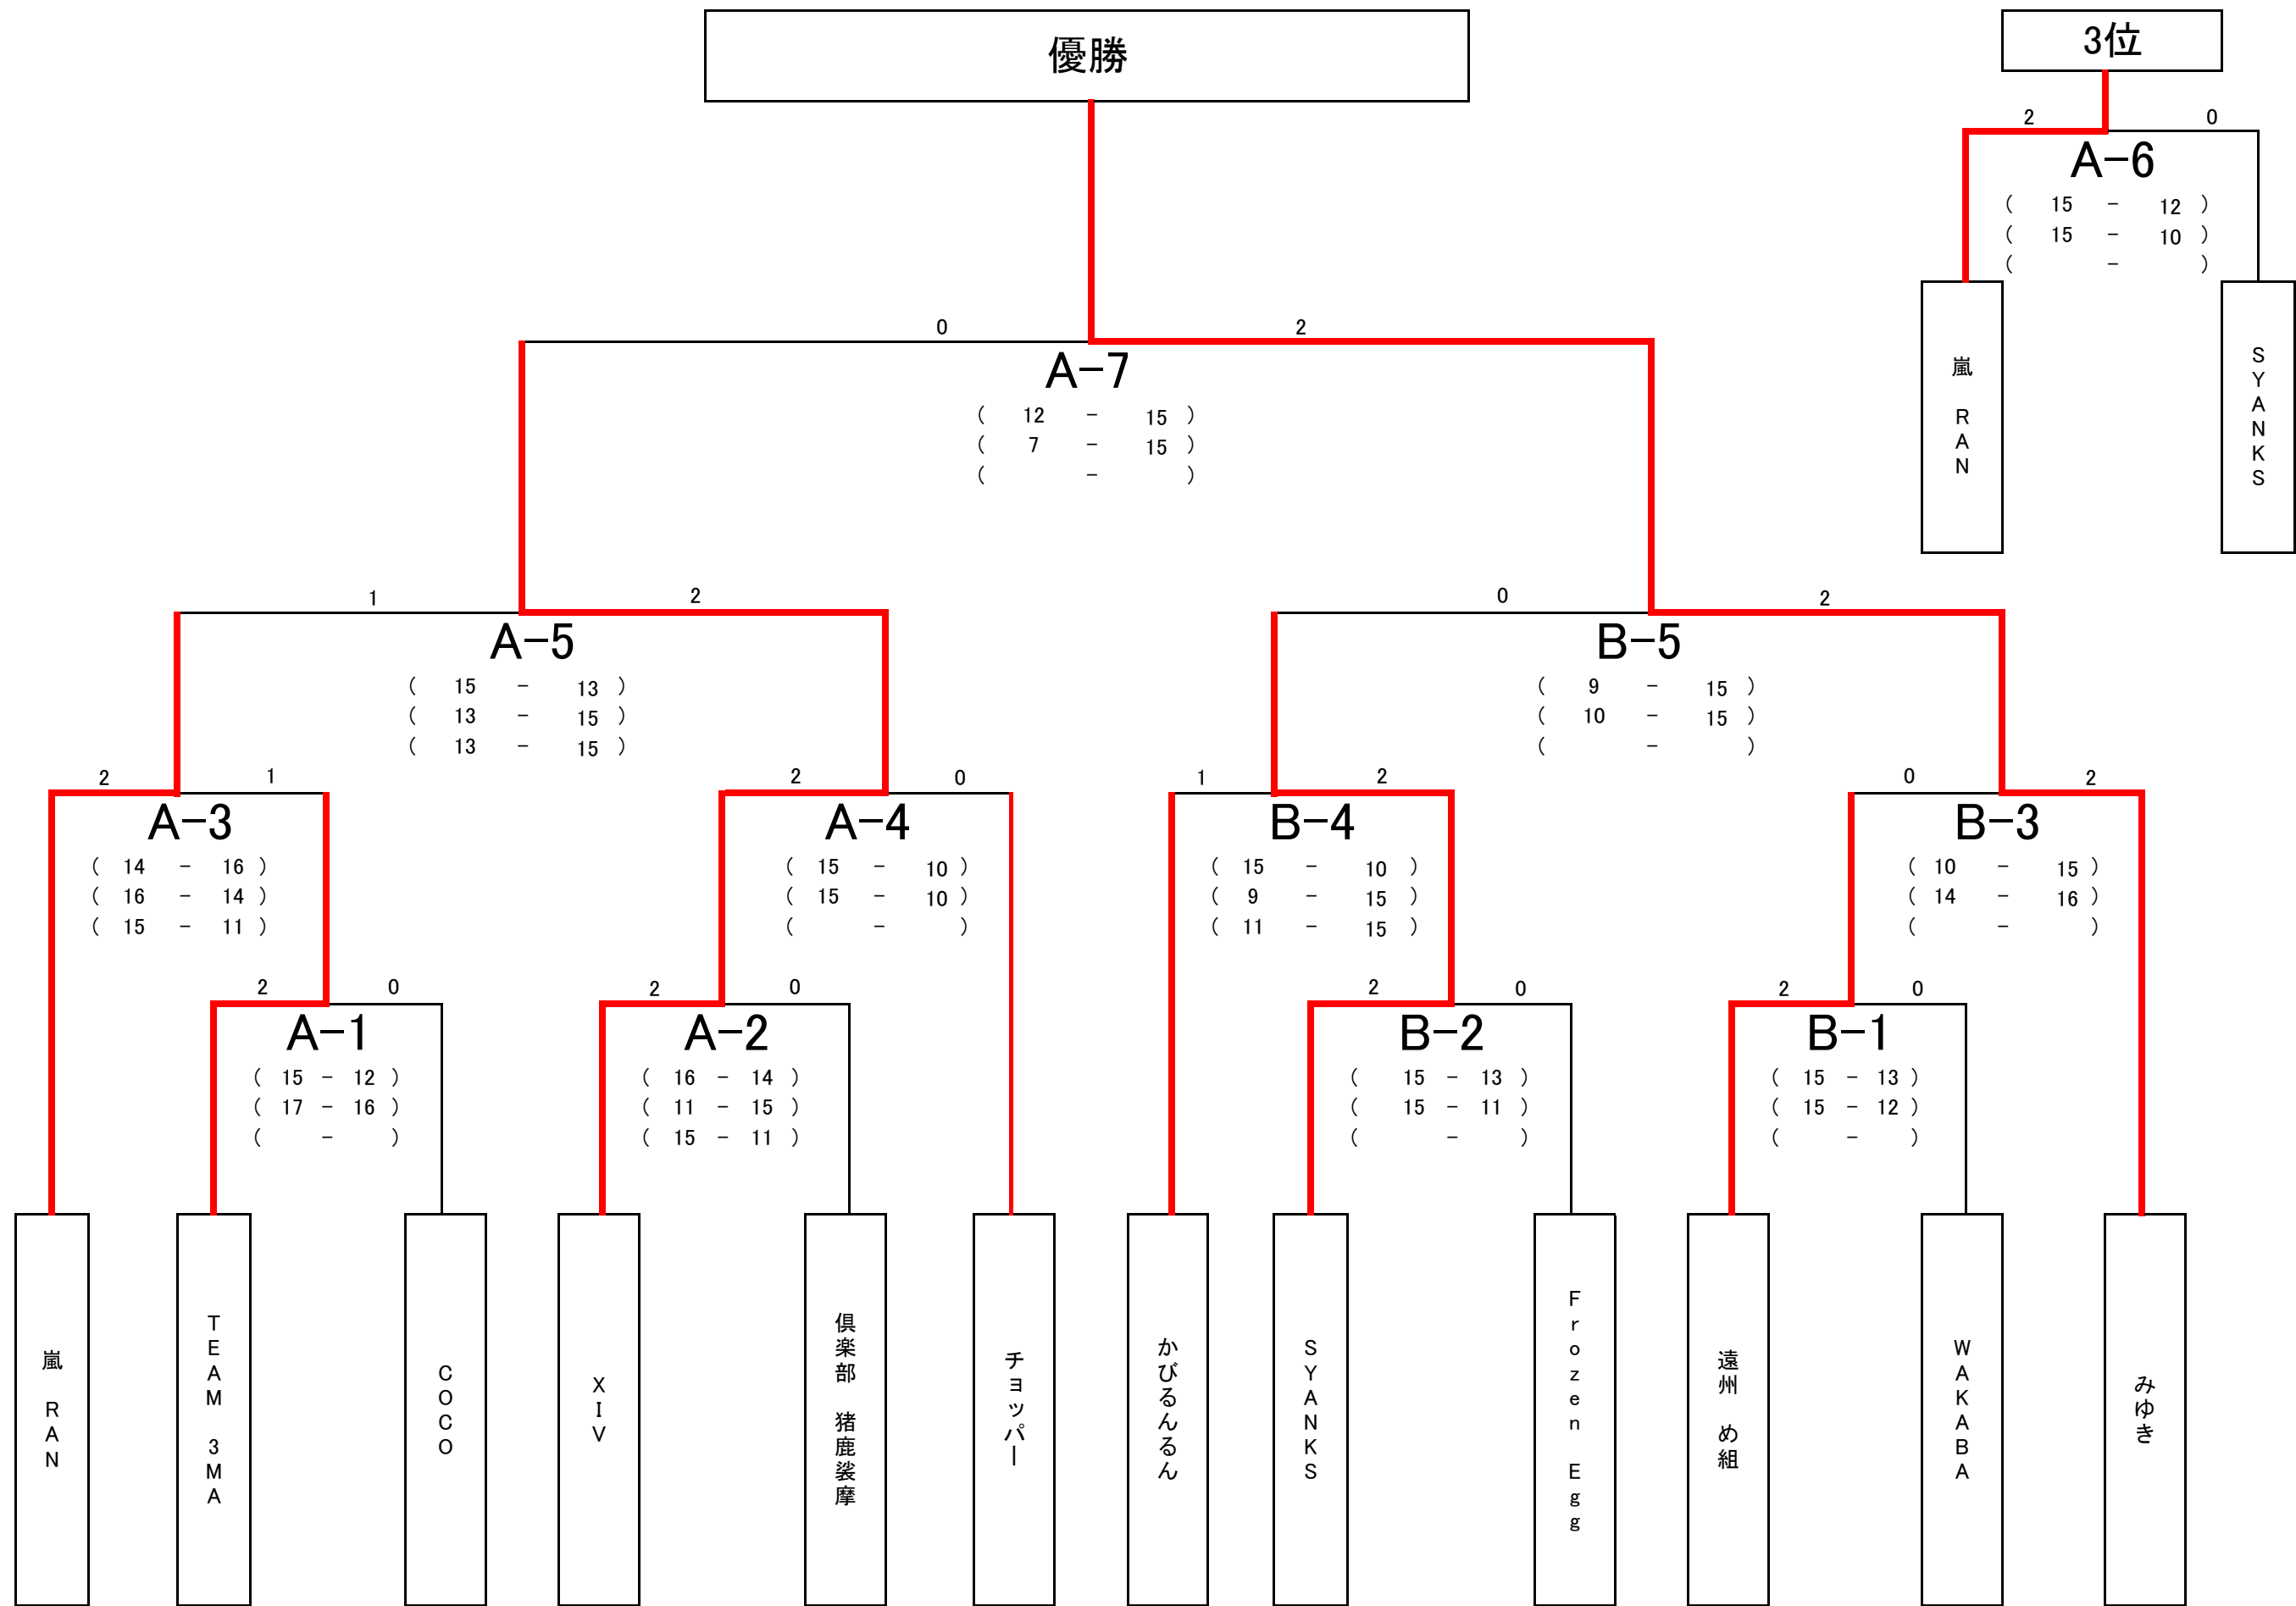 優勝
3位
2 0
A-6
( 15 - 12 )
( 15 - 10 )
( - )
嵐 RAN
SYANKS
0 2
A-7
( 12 - 15 )
( 7 - 15 )
( - )
1 2
A-5
( 15 - 13 )
( 13 - 15 )
( 13 - 15 )
0 2
B-5
( 9 - 15 )
( 10 - 15 )
( - )
2 1
A-3
( 14 - 16 )
( 16 - 14 )
( 15 - 11 )
2 0
A-4
( 15 - 10 )
( 15 - 10 )
( - )
1 2
B-4
( 15 - 10 )
( 9 - 15 )
( 11 - 15 )
0 2
B-3
( 10 - 15 )
( 14 - 16 )
( - )
2 0
A-1
( 15 - 12 )
( 17 - 16 )
( - )
2 0
A-2
( 16 - 14 )
( 11 - 15 )
( 15 - 11 )
2 0
B-2
( 15 - 13 )
( 15 - 11 )
( - )
2 0
B-1
( 15 - 13 )
( 15 - 12 )
( - )
嵐 RAN
TEAM 3MA
COCO
XIV
倶楽部 猪鹿裟摩
チョッパー
かびるんるん
SYANKS
Frozen Egg
遠州 め組
WAKABA
みゆき